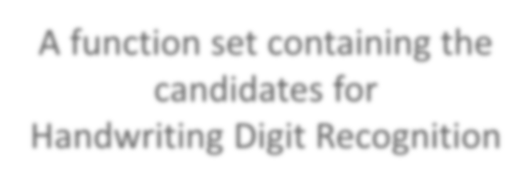 A function set containing the
candidates for
Handwriting Digit Recognition